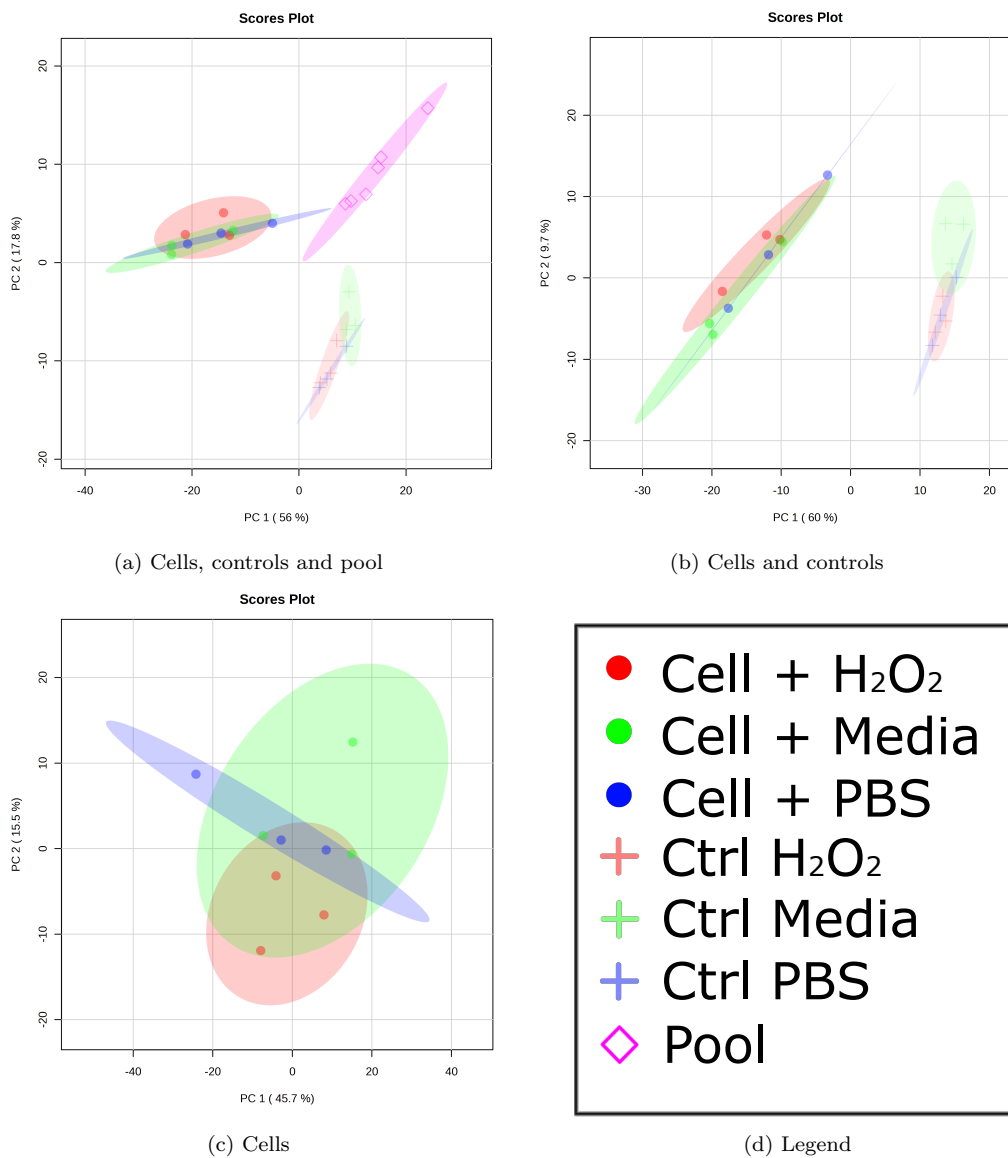 Scores Plot
20
10
0
-10
-20
PC 2 ( 17.8 %)
-40
-20
0
20
PC 1 ( 56 %)
(a) Cells, controls and pool
Scores Plot
20
10
0
-10
-20
PC 2 ( 9.7 %)
-30
-20
-10
0
10
20
PC 1 ( 60 %)
(b) Cells and controls
Scores Plot
20
10
0
-10
-20
PC 2 ( 15.5 %)
-40
-20
0
20
40
PC 1 ( 45.7 %)
(c) Cells
Cell + H₂O₂
Cell + Media
Cell + PBS
Ctrl H₂O₂
Ctrl Media
Ctrl PBS
Pool
(d) Legend